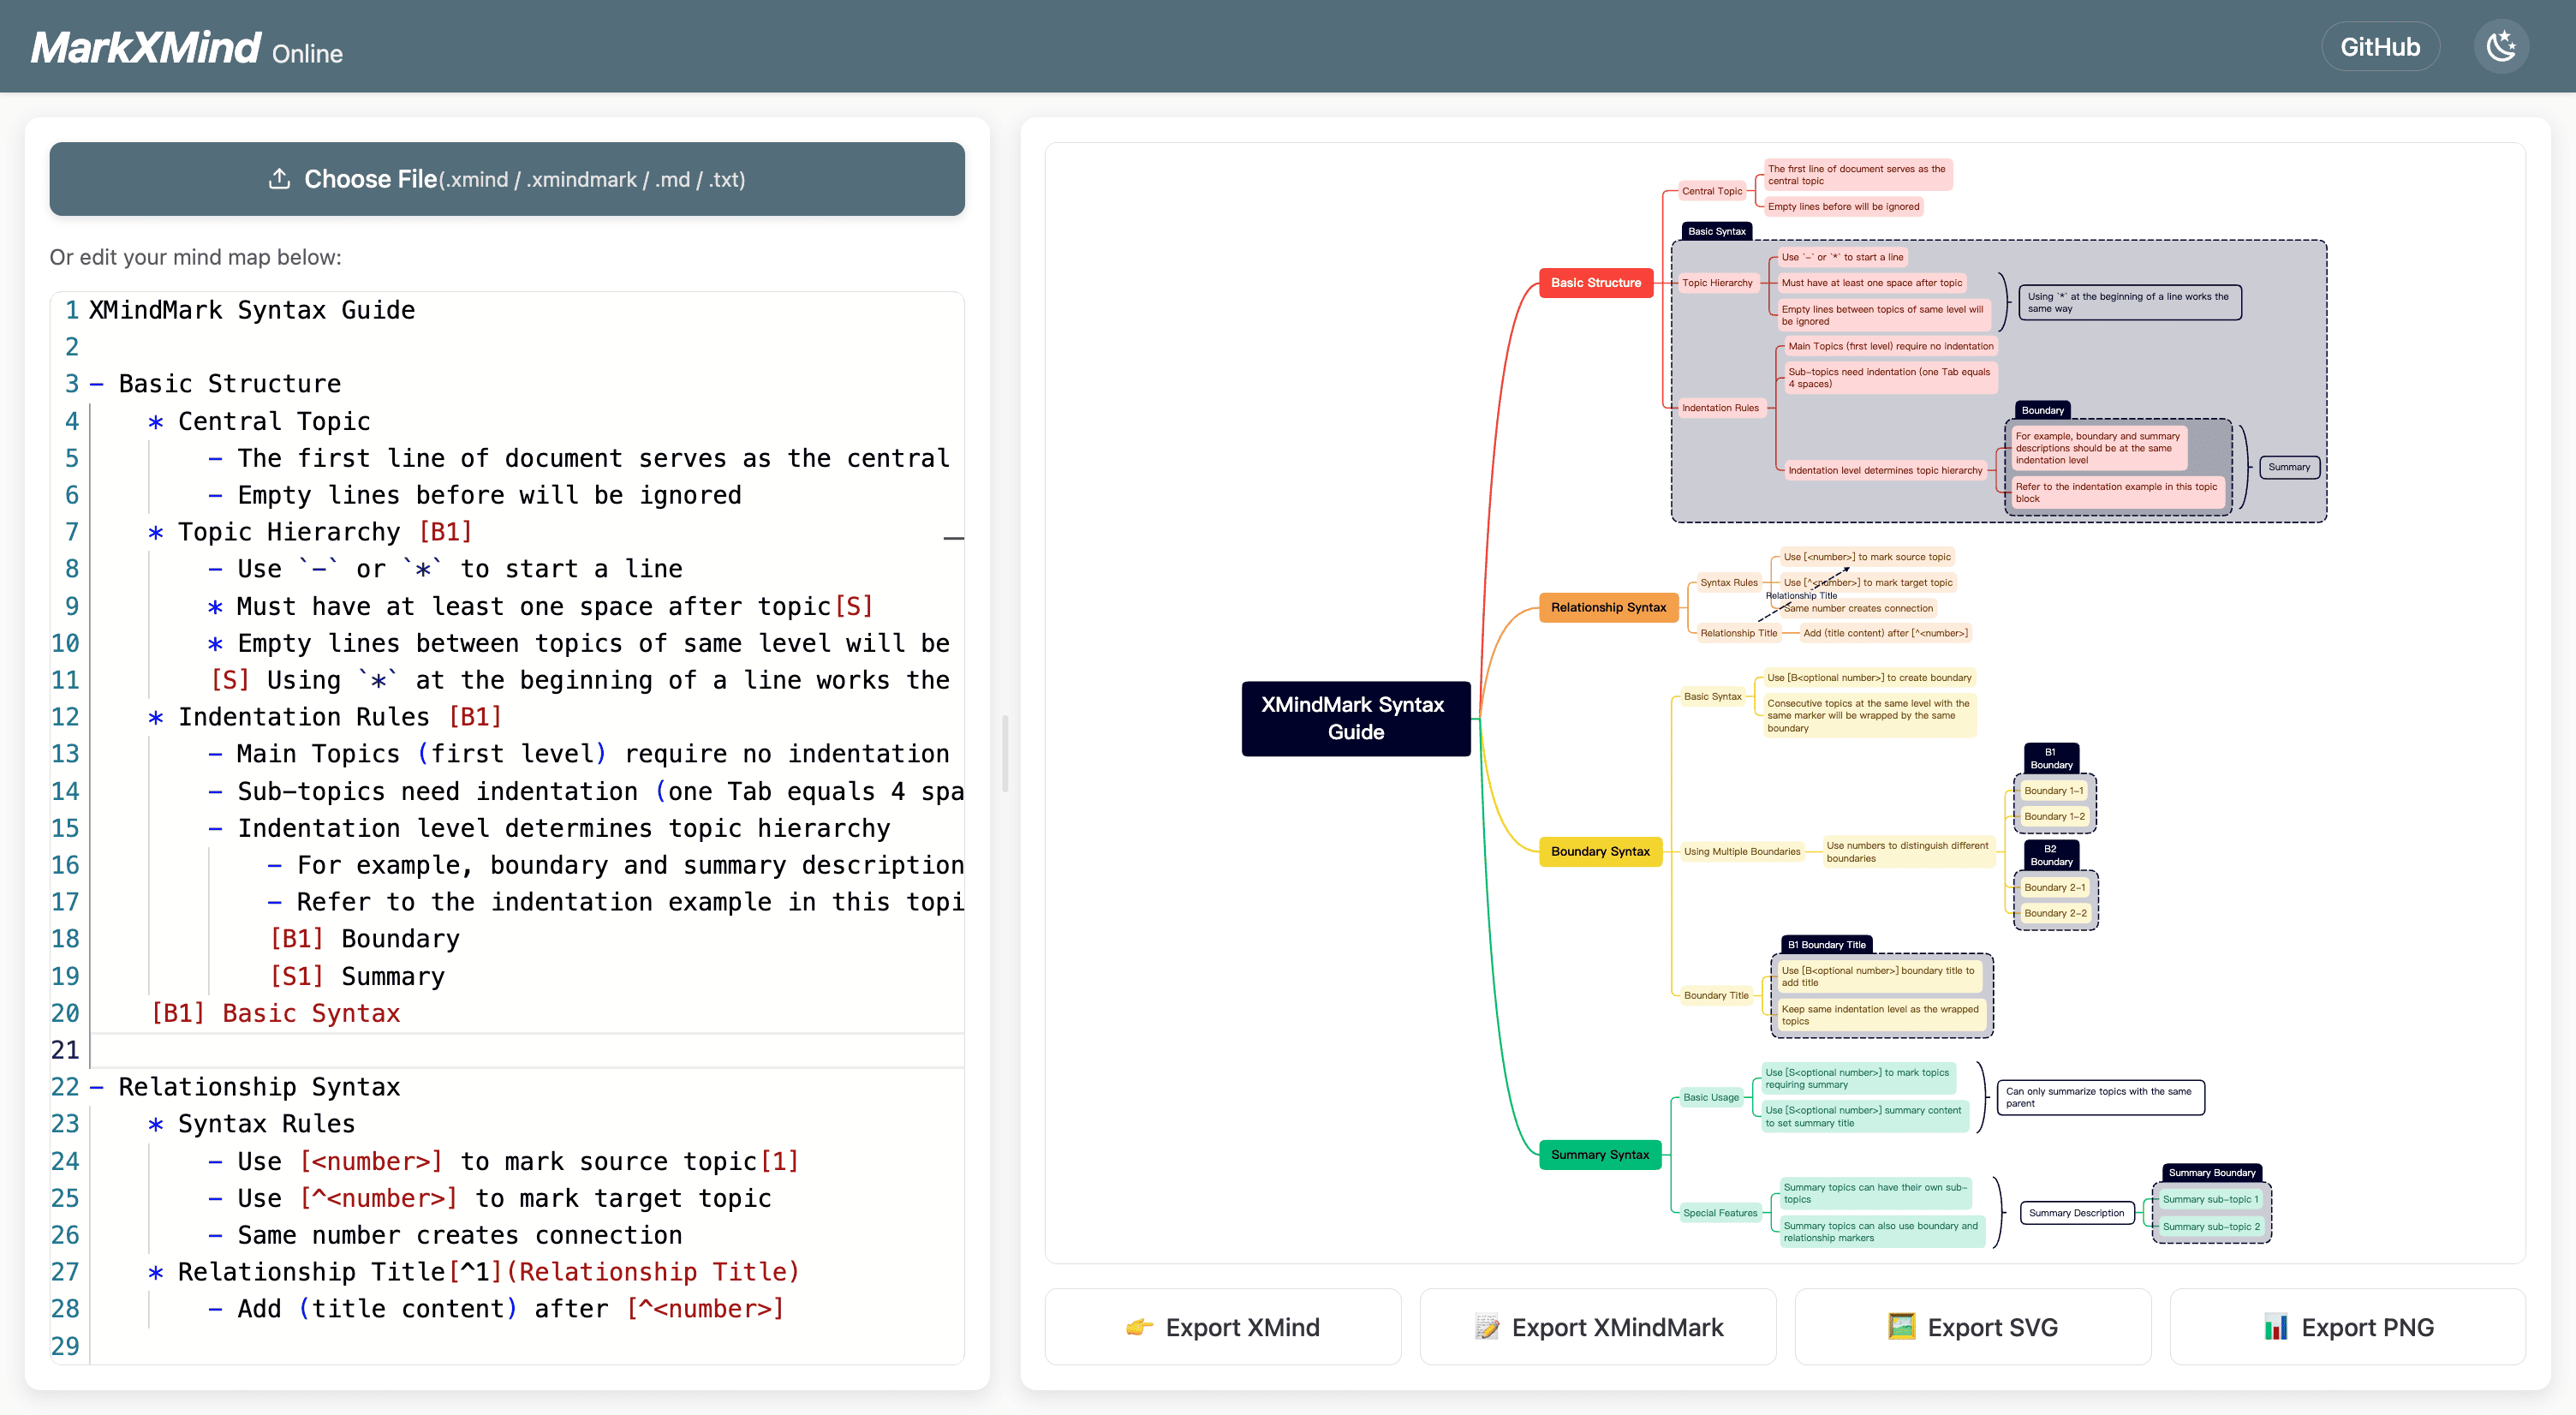 MarkXMind Online
GitHub
Choose File(.xmind / .xmindmark / .md / .txt)
Or edit your mind map below:
1 XMindMark Syntax Guide
2
3 - Basic Structure
4 * Central Topic
5 - The first line of document serves as the central
6 - Empty lines before will be ignored
7 * Topic Hierarchy [B1]
8 - Use `-` or `*` to start a line
9 * Must have at least one space after topic[S]
10 * Empty lines between topics of same level will be
11 [S] Using `*` at the beginning of a line works the
12 * Indentation Rules [B1]
13 - Main Topics (first level) require no indentation
14 - Sub-topics need indentation (one Tab equals 4 spa
15 - Indentation level determines topic hierarchy
16 - For example, boundary and summary description
17 - Refer to the indentation example in this topi
18 [B1] Boundary
19 [S1] Summary
20 [B1] Basic Syntax
21
22 - Relationship Syntax
23 * Syntax Rules
24 - Use [<number>] to mark source topic[1]
25 - Use [^<number>] to mark target topic
26 - Same number creates connection
27 * Relationship Title[^1](Relationship Title)
28 - Add (title content) after [^<number>]
29
XMindMark Syntax
Guide
Basic Structure
Central Topic
The first line of document serves as the
central topic
Empty lines before will be ignored
Basic Syntax
Topic Hierarchy
Use `-` or `*` to start a line
Must have at least one space after topic
Empty lines between topics of same level will
be ignored
Using `*` at the beginning of a line works the
same way
Indentation Rules
Main Topics (first level) require no indentation
Sub-topics need indentation (one Tab equals
4 spaces)
Indentation level determines topic hierarchy
Boundary
For example, boundary and summary
descriptions should be at the same
indentation level
Refer to the indentation example in this topic
block
Summary
Relationship Syntax
Syntax Rules
Use [<number>] to mark source topic
Use [^<number>] to mark target topic
Same number creates connection
Relationship Title
Relationship Title
Add (title content) after [^<number>]
Boundary Syntax
Basic Syntax
Use [B<optional number>] to create boundary
Consecutive topics at the same level with the
same marker will be wrapped by the same
boundary
Using Multiple Boundaries
Use numbers to distinguish different
boundaries
B1
Boundary
Boundary 1-1
Boundary 1-2
B2
Boundary
Boundary 2-1
Boundary 2-2
Boundary Title
B1 Boundary Title
Use [B<optional number>] boundary title to
add title
Keep same indentation level as the wrapped
topics
Summary Syntax
Basic Usage
Use [S<optional number>] to mark topics
requiring summary
Use [S<optional number>] summary content
to set summary title
Can only summarize topics with the same
parent
Special Features
Summary topics can have their own sub-
topics
Summary topics can also use boundary and
relationship markers
Summary Description
Summary Boundary
Summary sub-topic 1
Summary sub-topic 2
Export XMind
Export XMindMark
Export SVG
Export PNG